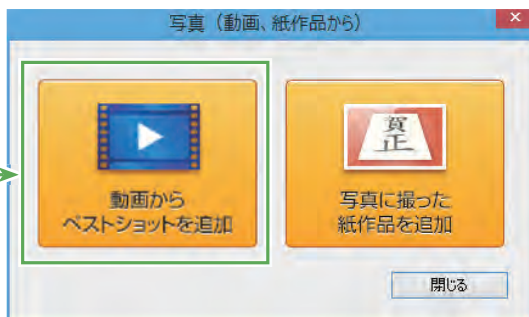 写真（動画、紙作品から）
賀正
動画から
ベストショットを追加
写真に撮った
紙作品を追加
閉じる